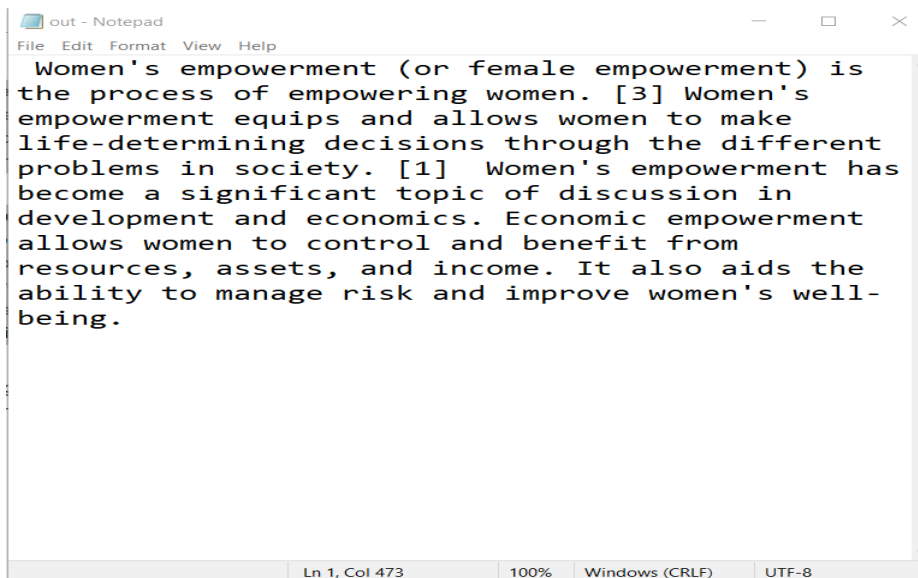 out - Notepad
File Edit Format View Help
Women's empowerment (or female empowerment) is
the process of empowering women. [3] Women's
empowerment equips and allows women to make
life-determining decisions through the different
problems in society. [1]  Women's empowerment has
become a significant topic of discussion in
development and economics. Economic empowerment
allows women to control and benefit from
resources, assets, and income. It also aids the
ability to manage risk and improve women's well-
being.
Ln 1, Col 473 100% Windows (CRLF) UTF-8